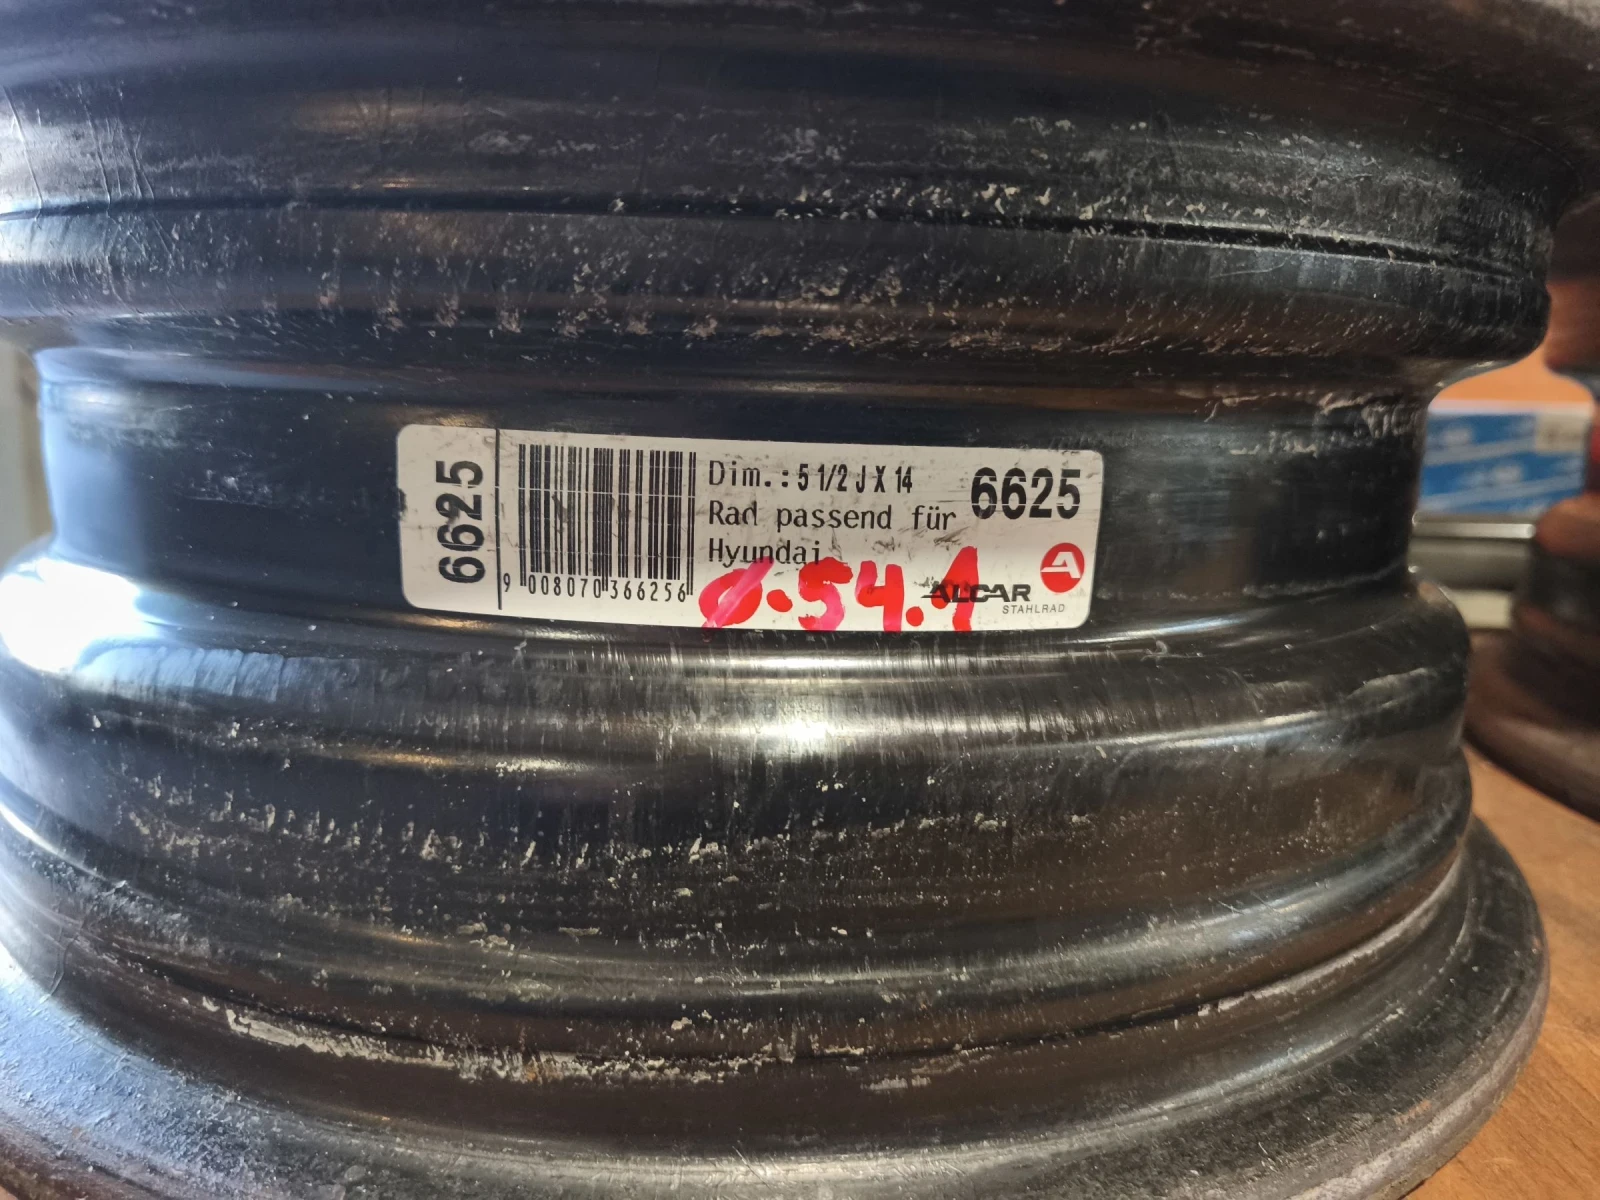 6625
9 008070 366256
Dim.: 5 1/2 J X 14
Rad passend für
Hyundai
6625
ø.54.1
ALCAR
STAHLRAD